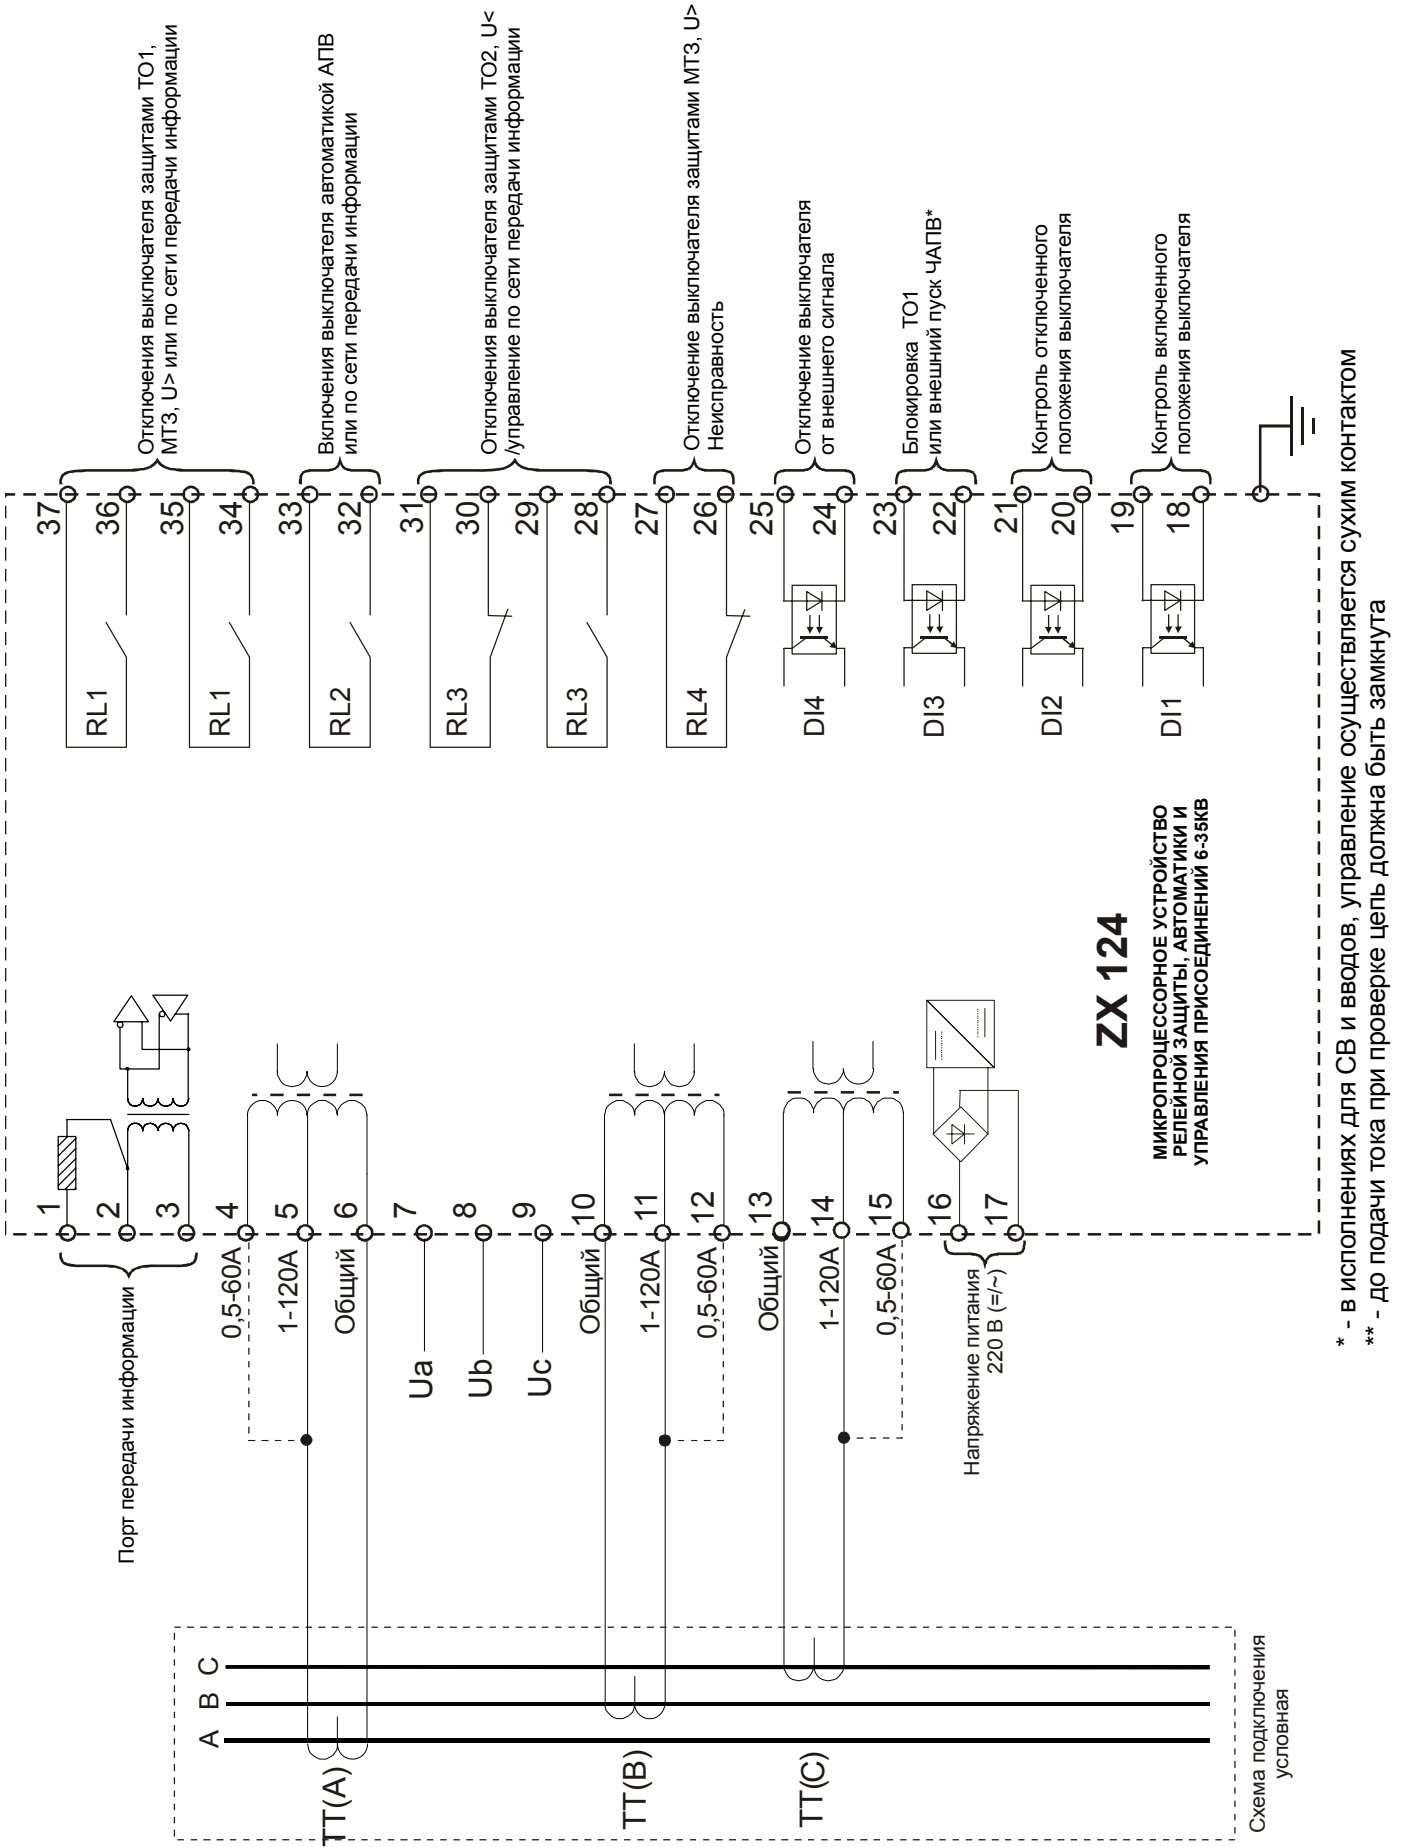 Отключения выключателя защитами ТО1,
МТЗ, U> или по сети передачи информации
Включения выключателя автоматикой АПВ
или по сети передачи информации
Отключения выключателя защитами ТО2, U<
/управление по сети передачи информации
Отключение выключателя защитами МТЗ, U>
Неисправность
Отключение выключателя
от внешнего сигнала
Блокировка ТО1
или внешний пуск ЧАПВ*
Контроль отключенного
положения выключателя
Контроль включенного
положения выключателя
37
36
35
34
33
32
31
30
29
28
27
26
25
24
23
22
21
20
19
18
RL1
RL1
RL2
RL3
RL3
RL4
DI4
DI3
DI2
DI1
ZX 124
МИКРОПРОЦЕССОРНОЕ УСТРОЙСТВО
РЕЛЕЙНОЙ ЗАЩИТЫ, АВТОМАТИКИ И
УПРАВЛЕНИЯ ПРИСОЕДИНЕНИЙ 6-35КВ
1
2
3
4
5
6
7
8
9
10
11
12
13
14
15
16
17
Порт передачи информации
0,5-60А
1-120А
Общий
Ua
Ub
Uc
Общий
1-120А
0,5-60А
Общий
1-120А
0,5-60А
Напряжение питания
220 В (=/~)
A
B
C
ТТ(А)
ТТ(В)
ТТ(С)
Схема подключения
условная
* - в исполнениях для СВ и вводов, управление осуществляется сухим контактом
** - до подачи тока при проверке цепь должна быть замкнута